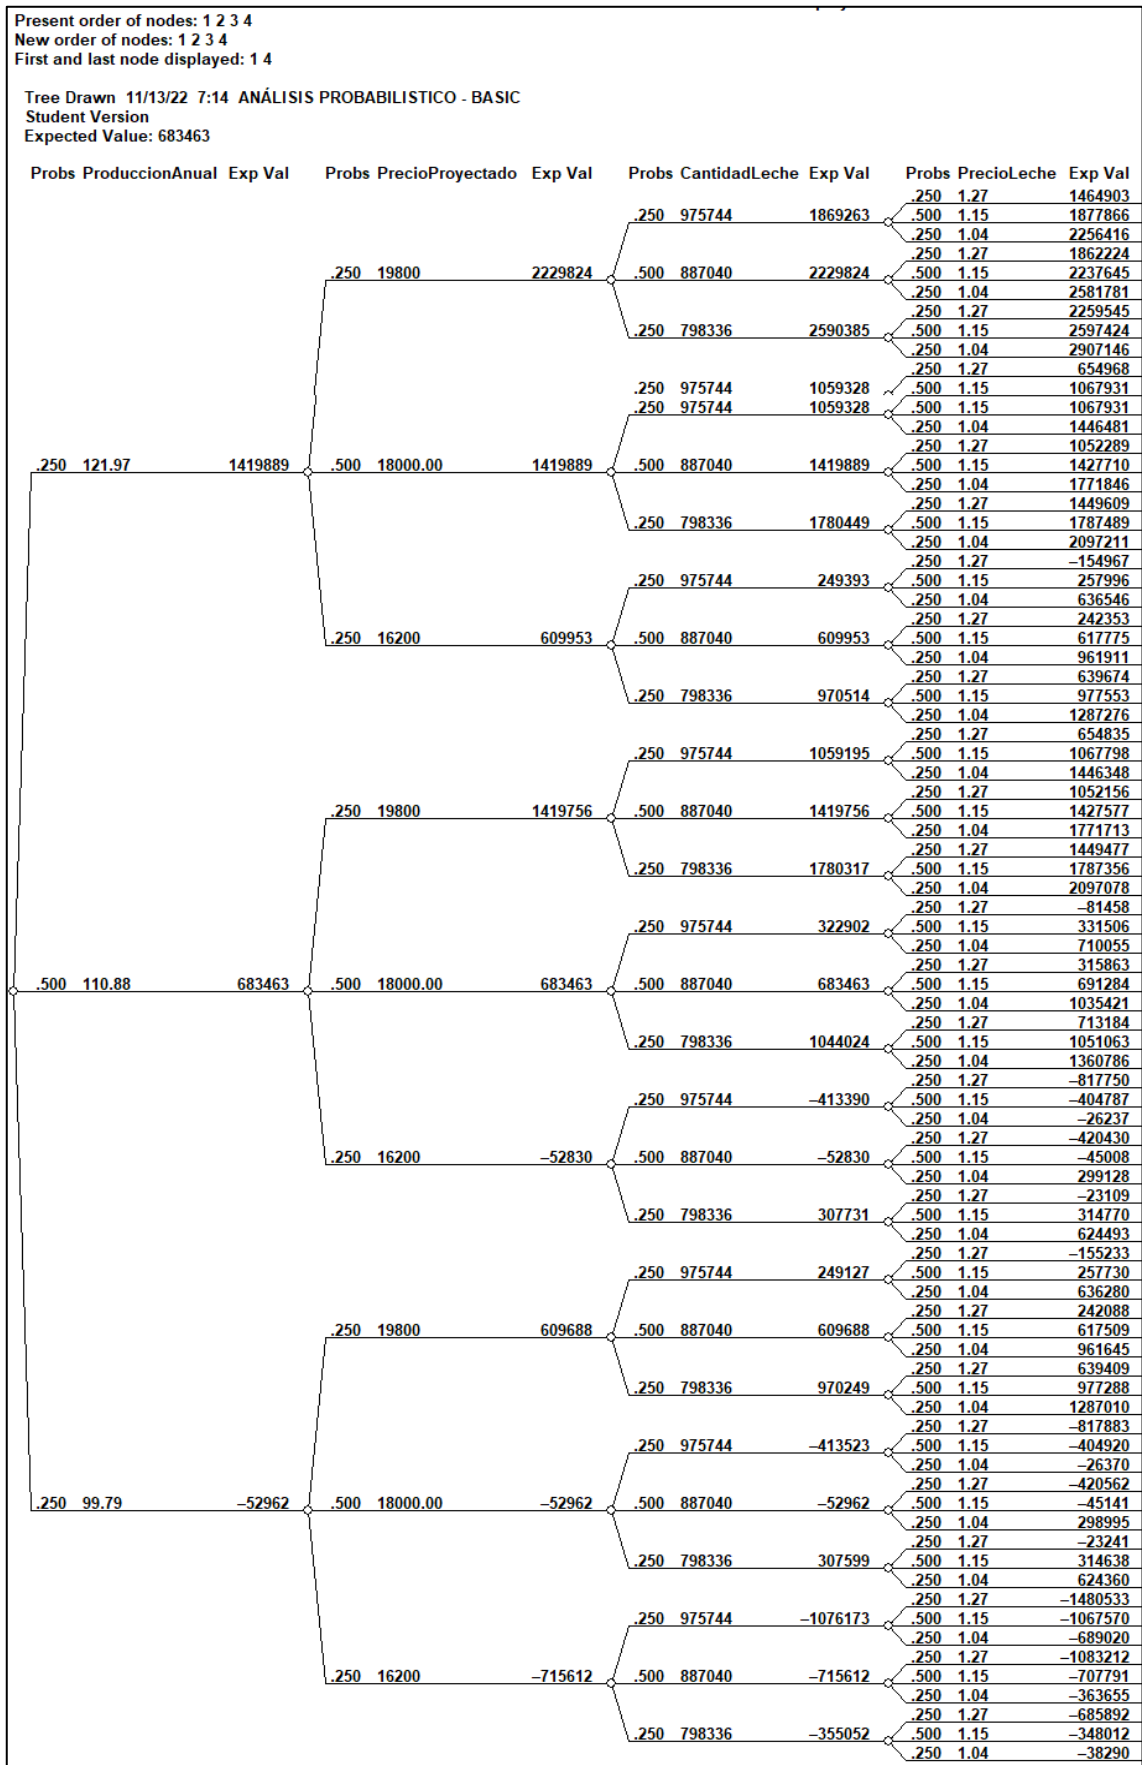 Present order of nodes: 1 2 3 4
New order of nodes: 1 2 3 4
First and last node displayed: 1 4
Tree Drawn 11/13/22 7:14 ANÁLISIS PROBABILISTICO - BASIC
Student Version
Expected Value: 683463
Probs ProduccionAnual Exp Val Probs PrecioProyectado Exp Val Probs CantidadLeche Exp Val Probs PrecioLeche Exp Val
.250 1.27 1464903
.250 975744 1869263 .500 1.15 1877866
.250 1.04 2256416
.250 1.27 1862224
.250 19800 2229824 .500 887040 2229824 .500 1.15 2237645
.250 1.04 2581781
.250 1.27 2259545
.250 798336 2590385 .500 1.15 2597424
.250 1.04 2907146
.250 1.27 654968
.250 975744 1059328 .500 1.15 1067931
.250 975744 1059328 .500 1.15 1067931
.250 1.04 1446481
.250 1.27 1052289
.250 121.97 1419889 .500 18000.00 1419889 .500 887040 1419889 .500 1.15 1427710
.250 1.04 1771846
.250 1.27 1449609
.250 798336 1780449 .500 1.15 1787489
.250 1.04 2097211
.250 1.27 –154967
.250 975744 249393 .500 1.15 257996
.250 1.04 636546
.250 1.27 242353
.250 16200 609953 .500 887040 609953 .500 1.15 617775
.250 1.04 961911
.250 1.27 639674
.250 798336 970514 .500 1.15 977553
.250 1.04 1287276
.250 1.27 654835
.250 975744 1059195 .500 1.15 1067798
.250 1.04 1446348
.250 1.27 1052156
.250 19800 1419756 .500 887040 1419756 .500 1.15 1427577
.250 1.04 1771713
.250 1.27 1449477
.250 798336 1780317 .500 1.15 1787356
.250 1.04 2097078
.250 1.27 –81458
.250 975744 322902 .500 1.15 331506
.250 1.04 710055
.250 1.27 315863
.500 110.88 683463 .500 18000.00 683463 .500 887040 683463 .500 1.15 691284
.250 1.04 1035421
.250 1.27 713184
.250 798336 1044024 .500 1.15 1051063
.250 1.04 1360786
.250 1.27 –817750
.250 975744 –413390 .500 1.15 –404787
.250 1.04 –26237
.250 1.27 –420430
.250 16200 –52830 .500 887040 –52830 .500 1.15 –45008
.250 1.04 299128
.250 1.27 –23109
.250 798336 307731 .500 1.15 314770
.250 1.04 624493
.250 1.27 –155233
.250 975744 249127 .500 1.15 257730
.250 1.04 636280
.250 1.27 242088
.250 19800 609688 .500 887040 609688 .500 1.15 617509
.250 1.04 961645
.250 1.27 639409
.250 798336 970249 .500 1.15 977288
.250 1.04 1287010
.250 1.27 –817883
.250 975744 –413523 .500 1.15 –404920
.250 1.04 –26370
.250 1.27 –420562
.250 99.79 –52962 .500 18000.00 –52962 .500 887040 –52962 .500 1.15 –45141
.250 1.04 298995
.250 1.27 –23241
.250 798336 307599 .500 1.15 314638
.250 1.04 624360
.250 1.27 –1480533
.250 975744 –1076173 .500 1.15 –1067570
.250 1.04 –689020
.250 1.27 –1083212
.250 16200 –715612 .500 887040 –715612 .500 1.15 –707791
.250 1.04 –363655
.250 1.27 –685892
.250 798336 –355052 .500 1.15 –348012
.250 1.04 –38290